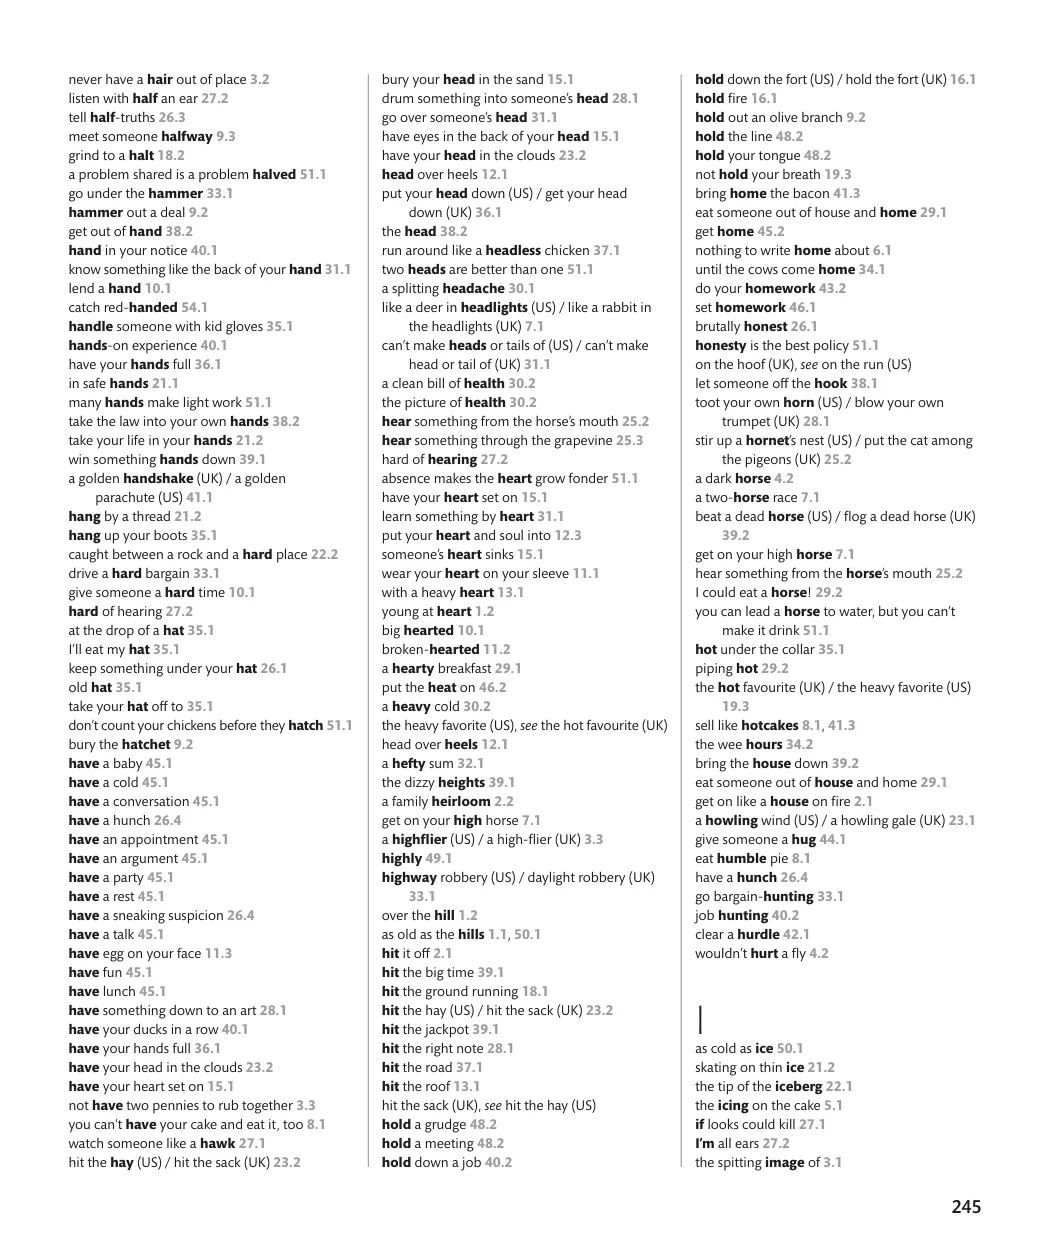 never have a hair out of place 3.2
listen with half an ear 27.2
tell half-truths 26.3
meet someone halfway 9.3
grind to a halt 18.2
a problem shared is a problem halved 51.1
go under the hammer 33.1
hammer out a deal 9.2
get out of hand 38.2
hand in your notice 40.1
know something like the back of your hand 31.1
lend a hand 10.1
catch red-handed 54.1
handle someone with kid gloves 35.1
hands-on experience 40.1
have your hands full 36.1
in safe hands 21.1
many hands make light work 51.1
take the law into your own hands 38.2
take your life in your hands 21.2
win something hands down 39.1
a golden handshake (UK) / a golden
parachute (US) 41.1
hang by a thread 21.2
hang up your boots 35.1
caught between a rock and a hard place 22.2
drive a hard bargain 33.1
give someone a hard time 10.1
hard of hearing 27.2
at the drop of a hat 35.1
I’ll eat my hat 35.1
keep something under your hat 26.1
old hat 35.1
take your hat off to 35.1
don’t count your chickens before they hatch 51.1
bury the hatchet 9.2
have a baby 45.1
have a cold 45.1
have a conversation 45.1
have a hunch 26.4
have an appointment 45.1
have an argument 45.1
have a party 45.1
have a rest 45.1
have a sneaking suspicion 26.4
have a talk 45.1
have egg on your face 11.3
have fun 45.1
have lunch 45.1
have something down to an art 28.1
have your ducks in a row 40.1
have your hands full 36.1
have your head in the clouds 23.2
have your heart set on 15.1
not have two pennies to rub together 3.3
you can’t have your cake and eat it, too 8.1
watch someone like a hawk 27.1
hit the hay (US) / hit the sack (UK) 23.2
bury your head in the sand 15.1
drum something into someone’s head 28.1
go over someone’s head 31.1
have eyes in the back of your head 15.1
have your head in the clouds 23.2
head over heels 12.1
put your head down (US) / get your head
down (UK) 36.1
the head 38.2
run around like a headless chicken 37.1
two heads are better than one 51.1
a splitting headache 30.1
like a deer in headlights (US) / like a rabbit in
the headlights (UK) 7.1
can’t make heads or tails of (US) / can’t make
head or tail of (UK) 31.1
a clean bill of health 30.2
the picture of health 30.2
hear something from the horse’s mouth 25.2
hear something through the grapevine 25.3
hard of hearing 27.2
absence makes the heart grow fonder 51.1
have your heart set on 15.1
learn something by heart 31.1
put your heart and soul into 12.3
someone’s heart sinks 15.1
wear your heart on your sleeve 11.1
with a heavy heart 13.1
young at heart 1.2
big hearted 10.1
broken-hearted 11.2
a hearty breakfast 29.1
put the heat on 46.2
a heavy cold 30.2
the heavy favorite (US), see the hot favourite (UK)
head over heels 12.1
a hefty sum 32.1
the dizzy heights 39.1
a family heirloom 2.2
get on your high horse 7.1
a highflier (US) / a high-flier (UK) 3.3
highly 49.1
highway robbery (US) / daylight robbery (UK)
33.1
over the hill 1.2
as old as the hills 1.1, 50.1
hit it off 2.1
hit the big time 39.1
hit the ground running 18.1
hit the hay (US) / hit the sack (UK) 23.2
hit the jackpot 39.1
hit the right note 28.1
hit the road 37.1
hit the roof 13.1
hit the sack (UK), see hit the hay (US)
hold a grudge 48.2
hold a meeting 48.2
hold down a job 40.2
hold down the fort (US) / hold the fort (UK) 16.1
hold fire 16.1
hold out an olive branch 9.2
hold the line 48.2
hold your tongue 48.2
not hold your breath 19.3
bring home the bacon 41.3
eat someone out of house and home 29.1
get home 45.2
nothing to write home about 6.1
until the cows come home 34.1
do your homework 43.2
set homework 46.1
brutally honest 26.1
honesty is the best policy 51.1
on the hoof (UK), see on the run (US)
let someone off the hook 38.1
toot your own horn (US) / blow your own
trumpet (UK) 28.1
stir up a hornet’s nest (US) / put the cat among
the pigeons (UK) 25.2
a dark horse 4.2
a two-horse race 7.1
beat a dead horse (US) / flog a dead horse (UK)
39.2
get on your high horse 7.1
hear something from the horse’s mouth 25.2
I could eat a horse! 29.2
you can lead a horse to water, but you can’t
make it drink 51.1
hot under the collar 35.1
piping hot 29.2
the hot favourite (UK) / the heavy favorite (US)
19.3
sell like hotcakes 8.1, 41.3
the wee hours 34.2
bring the house down 39.2
eat someone out of house and home 29.1
get on like a house on fire 2.1
a howling wind (US) / a howling gale (UK) 23.1
give someone a hug 44.1
eat humble pie 8.1
have a hunch 26.4
go bargain-hunting 33.1
job hunting 40.2
clear a hurdle 42.1
wouldn’t hurt a fly 4.2
I
as cold as ice 50.1
skating on thin ice 21.2
the tip of the iceberg 22.1
the icing on the cake 5.1
if looks could kill 27.1
I’m all ears 27.2
the spitting image of 3.1
245